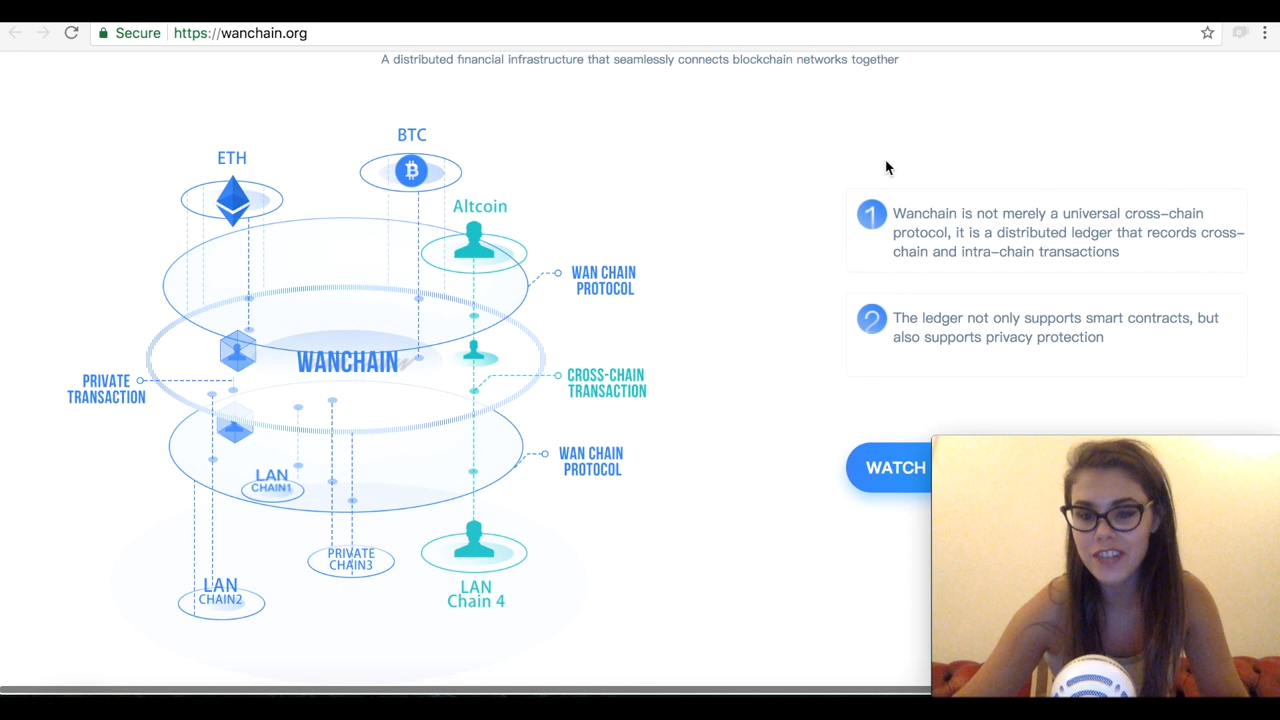 Secure https://wanchain.org
A distributed financial infrastructure that seamlessly connects blockchain networks together
BTC
ETH
Altcoin
WAN CHAIN
PROTOCOL
WANCHAIN
PRIVATE
TRANSACTION
CROSS-CHAIN
TRANSACTION
WAN CHAIN
PROTOCOL
LAN
CHAIN1
PRIVATE
CHAIN3
LAN
CHAIN2
LAN
Chain 4
1
Wanchain is not merely a universal cross-chain
protocol, it is a distributed ledger that records cross-
chain and intra-chain transactions
2
The ledger not only supports smart contracts, but
also supports privacy protection
WATCH